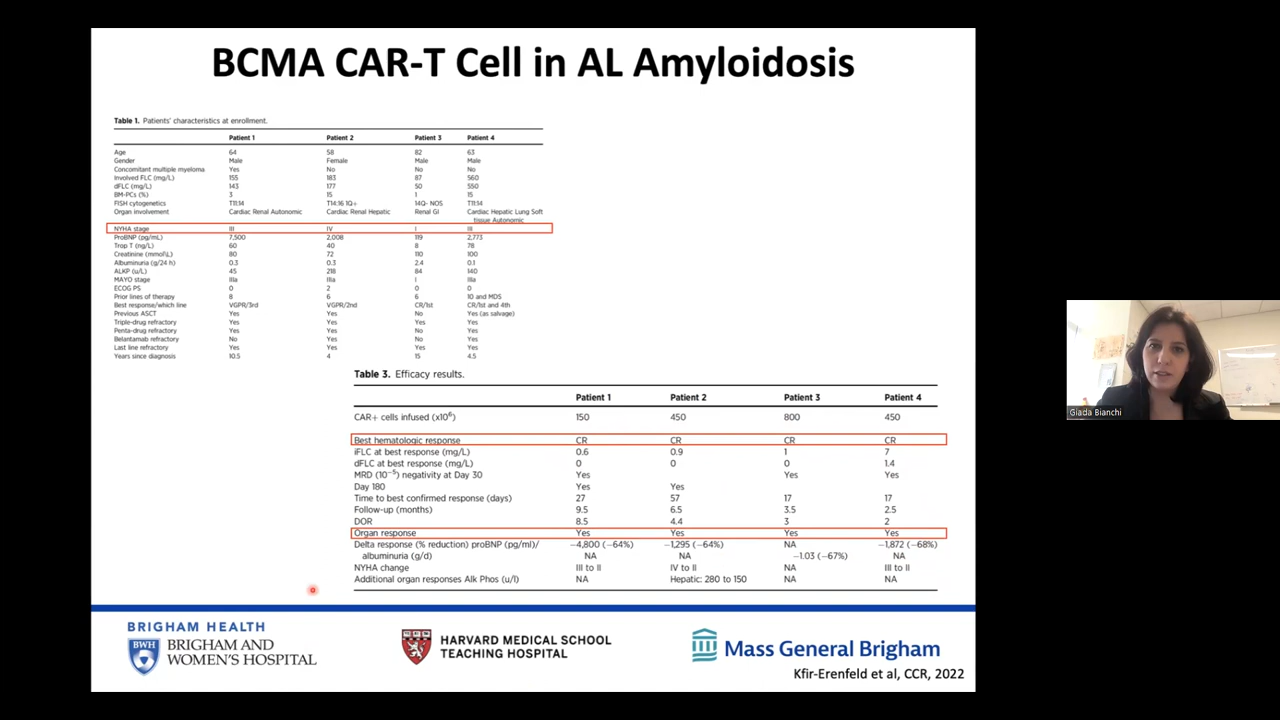 BCMA CAR-T Cell in AL Amyloidosis
Table 1. Patients' characteristics at enrollment.
Patient 1 Patient 2 Patient 3 Patient 4
Age 64 58 82 63
Gender Male Female Male Male
Concomitant multiple myeloma Yes No No No
Involved FLC (mg/L) 155 183 87 560
dFLC (mg/L) 143 177 50 550
BM-PCs (%) 3 15 1 15
FISH cytogenetics T11:14 T14:16 1Q+ 14Q- NOS T11:14
Organ involvement Cardiac Renal Autonomic Cardiac Renal Hepatic Renal GI Cardiac Hepatic Lung Soft
tissue Autonomic
NYHA stage III IV I III
ProBNP (pg/mL) 7,500 2,008 119 2,773
Trop T (ng/L) 60 40 8 78
Creatinine (mmol\L) 80 72 110 100
Albuminuria (g/24 h) 0.3 0.3 2.4 0.1
ALKP (u/L) 45 218 84 140
MAYO stage IIIa IIIa I IIIa
ECOG PS 0 2 0 0
Prior lines of therapy 8 6 6 10 and MDS
Best response/which line VGPR/3rd VGPR/2nd CR/1st CR/1st and 4th
Previous ASCT Yes Yes No Yes (as salvage)
Triple-drug refractory Yes Yes Yes Yes
Penta-drug refractory Yes Yes No Yes
Belantamab refractory No Yes No Yes
Last line refractory Yes Yes Yes Yes
Years since diagnosis 10.5 4 15 4.5
Table 3. Efficacy results.
Patient 1 Patient 2 Patient 3 Patient 4
CAR+ cells infused (x10⁶) 150 450 800 450
Best hematologic response CR CR CR CR
iFLC at best response (mg/L) 0.6 0.9 1 7
dFLC at best response (mg/L) 0 0 0 1.4
MRD (10⁻⁵) negativity at Day 30 Yes Yes Yes
Day 180 Yes Yes
Time to best confirmed response (days) 27 57 17 17
Follow-up (months) 9.5 6.5 3.5 2.5
DOR 8.5 4.4 3 2
Organ response Yes Yes Yes Yes
Delta response (% reduction) proBNP (pg/ml)/ −4,800 (−64%) −1,295 (−64%) NA −1,872 (−68%)
albuminuria (g/d) NA NA −1.03 (−67%) NA
NYHA change III to II IV to II NA III to II
Additional organ responses Alk Phos (u/l) NA Hepatic: 280 to 150 NA NA
BRIGHAM HEALTH
BWH
BRIGHAM AND
WOMEN'S HOSPITAL
HARVARD MEDICAL SCHOOL
TEACHING HOSPITAL
Mass General Brigham
Kfir-Erenfeld et al, CCR, 2022
Giada Bianchi